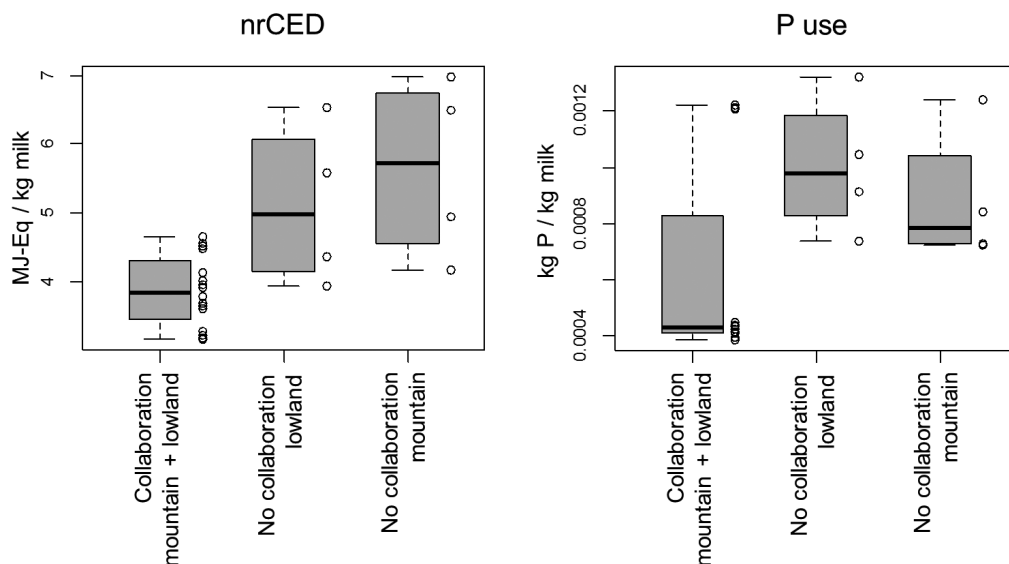 nrCED
MJ-Eq / kg milk
7
6
5
4
Collaboration
mountain + lowland
No collaboration
lowland
No collaboration
mountain
P use
kg P / kg milk
0.0012
0.0008
0.0004
Collaboration
mountain + lowland
No collaboration
lowland
No collaboration
mountain